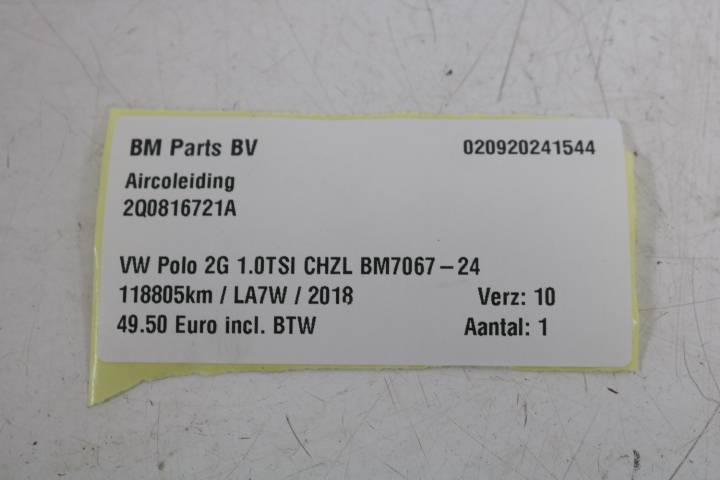 BM Parts BV 020920241544
Aircoleiding
2Q0816721A
VW Polo 2G 1.0TSI CHZL BM7067-24
118805km / LA7W / 2018 Verz: 10
49.50 Euro incl. BTW Aantal: 1